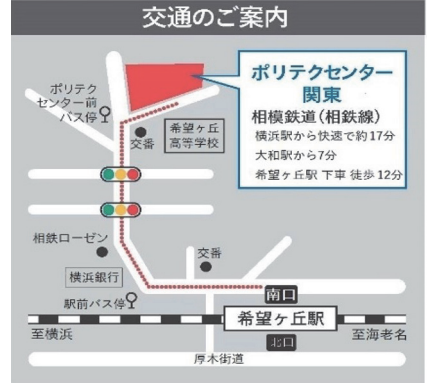 交通のご案内
ポリテクセンター
関東
相模鉄道(相鉄線)
横浜駅から快速で約17分
大和駅から7分
希望ヶ丘駅 下車 徒歩12分
ポリテク
センター前
バス停
交番
希望ヶ丘
高等学校
相鉄ローゼン
交番
横浜銀行
駅前バス停
南口
希望ヶ丘駅
至横浜
至海老名
北口
厚木街道